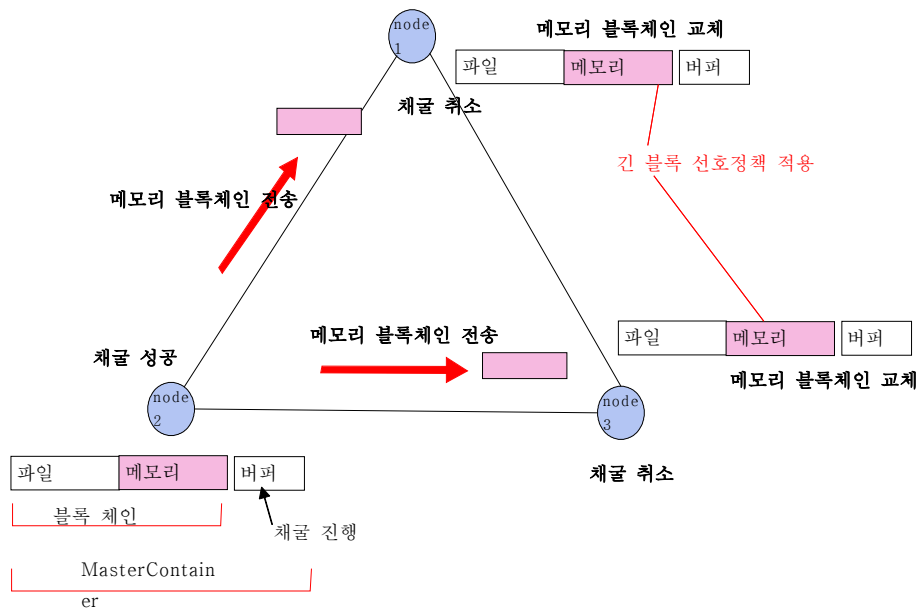 node
1
메모리 블록체인 교체
파일
메모리
버퍼
채굴 취소
긴 블록 선호정책 적용
메모리 블록체인 전송
메모리 블록체인 전송
채굴 성공
파일
메모리
버퍼
메모리 블록체인 교체
node
2
node
3
채굴 취소
파일
메모리
버퍼
블록 체인
채굴 진행
MasterContain
er